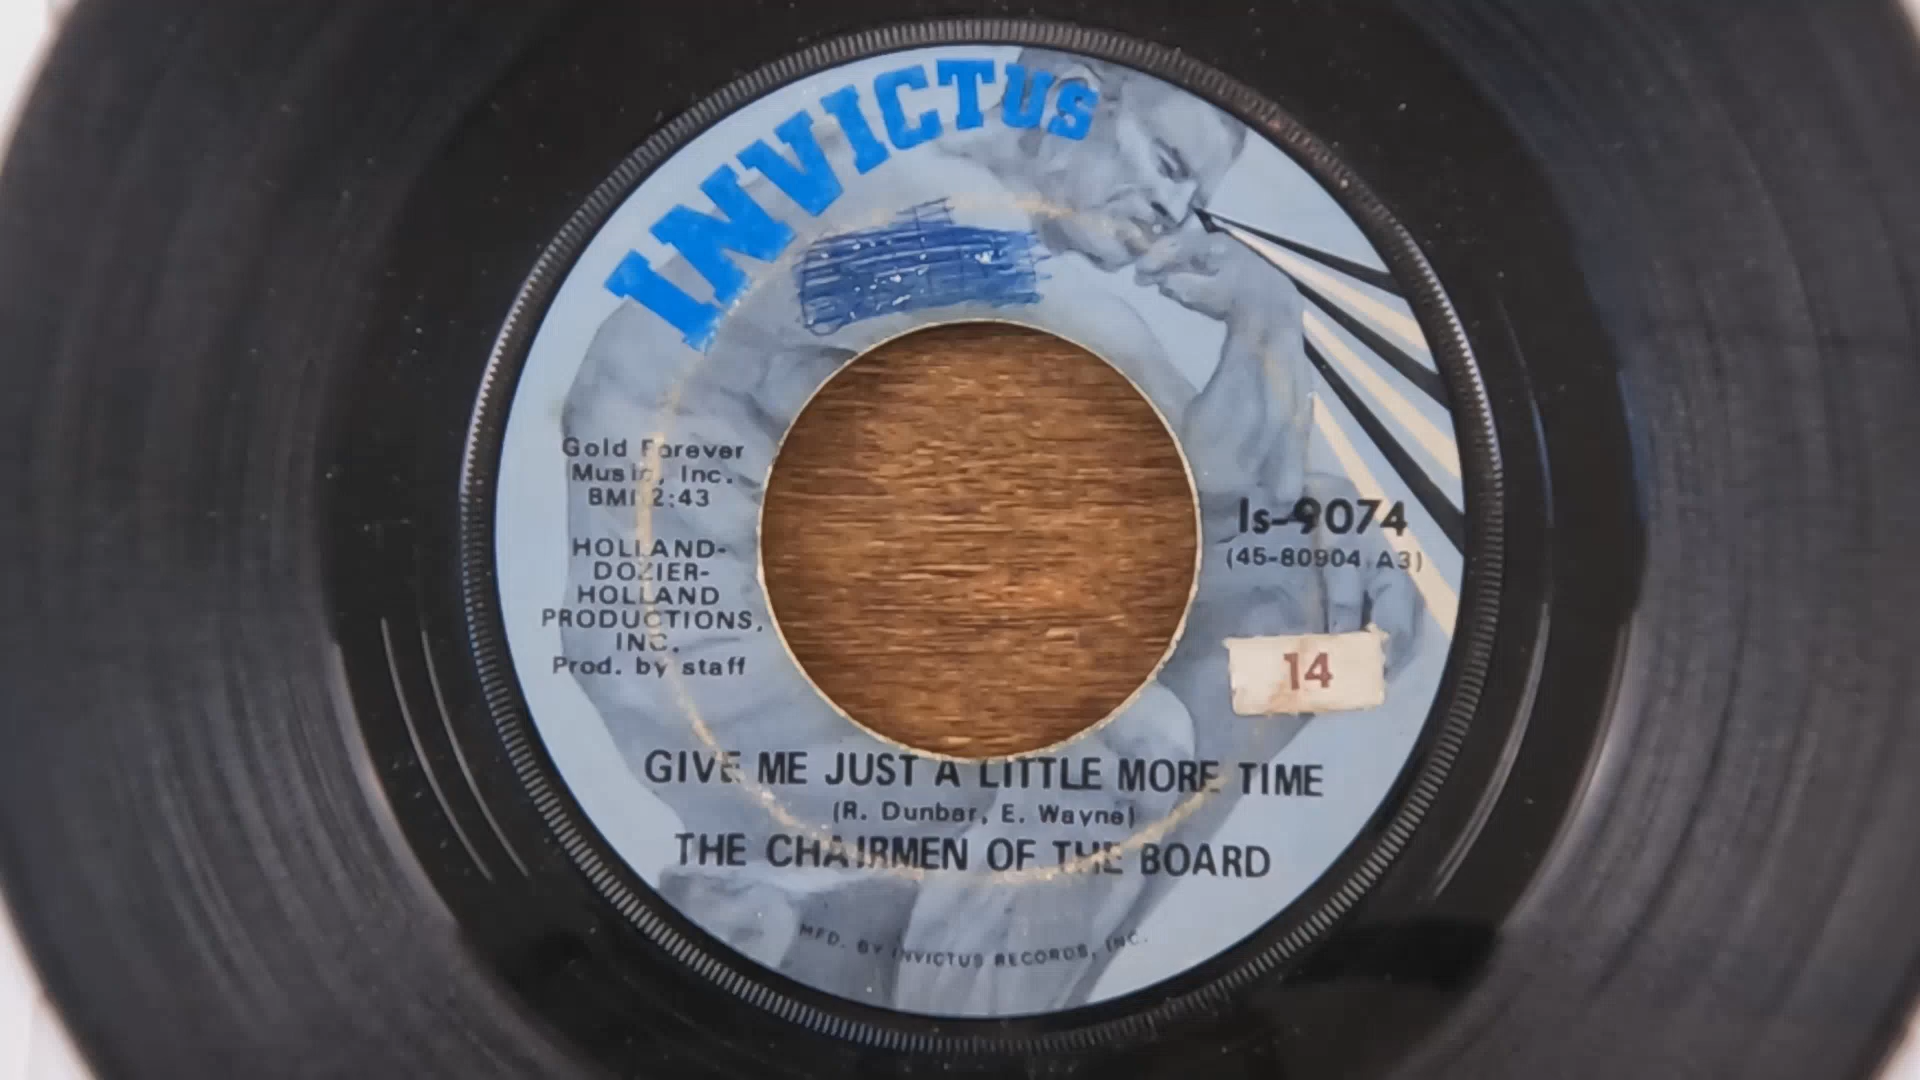 INVICTUS
Gold Forever
Music, Inc.
BMI 2:43
HOLLAND-
DOZIER-
HOLLAND
PRODUCTIONS,
INC.
Prod. by staff
Is-9074
(45-80904 A3)
14
GIVE ME JUST A LITTLE MORE TIME
(R. Dunbar, E. Wayne)
THE CHAIRMEN OF THE BOARD
MFD. BY INVICTUS RECORDS, INC.